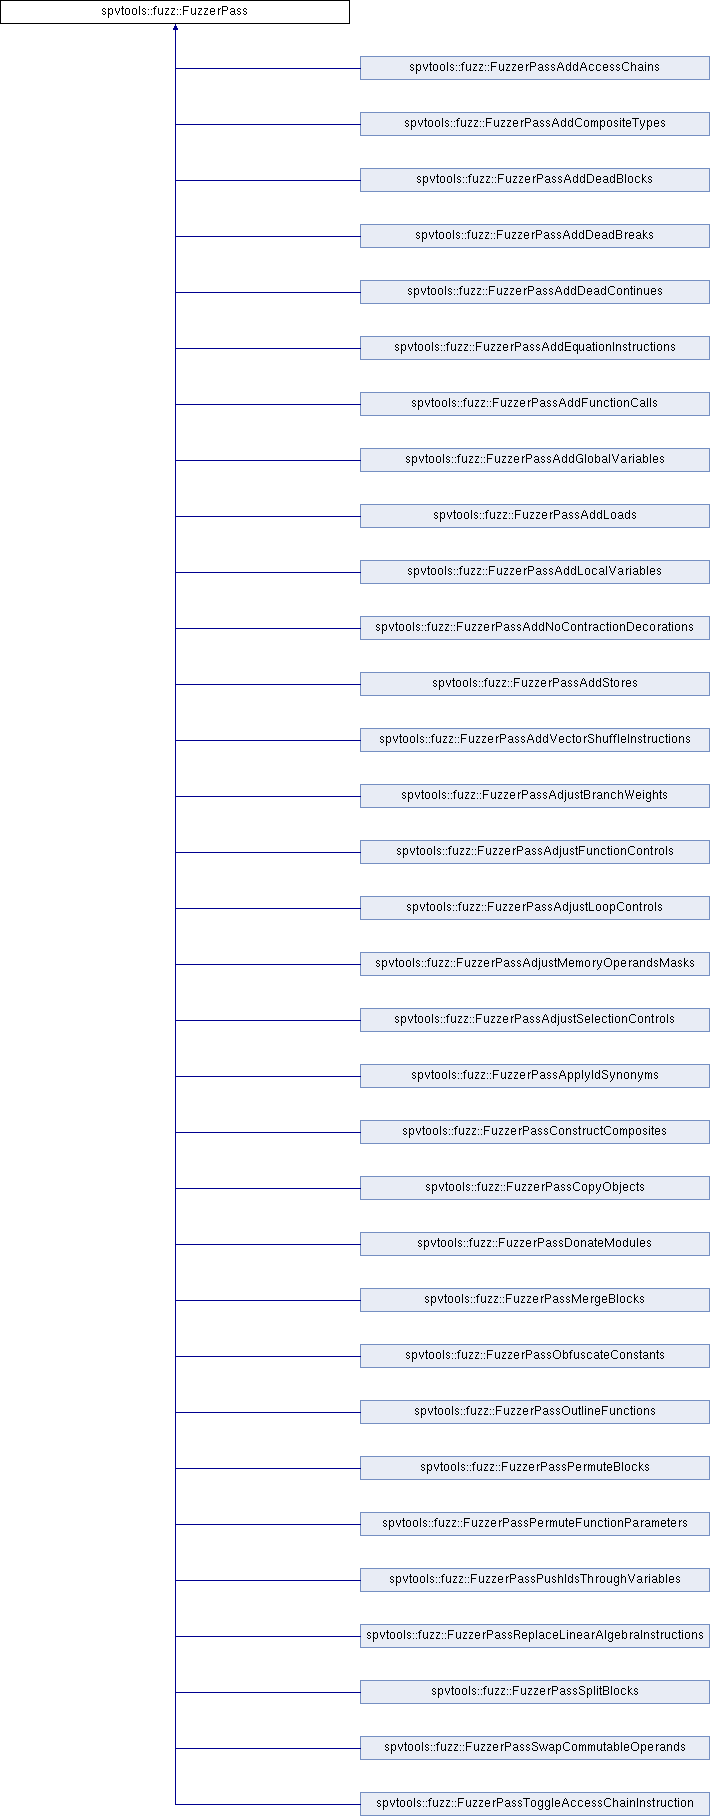 spvtools::fuzz::FuzzerPass
spvtools::fuzz::FuzzerPassAddAccessChains
spvtools::fuzz::FuzzerPassAddCompositeTypes
spvtools::fuzz::FuzzerPassAddDeadBlocks
spvtools::fuzz::FuzzerPassAddDeadBreaks
spvtools::fuzz::FuzzerPassAddDeadContinues
spvtools::fuzz::FuzzerPassAddEquationInstructions
spvtools::fuzz::FuzzerPassAddFunctionCalls
spvtools::fuzz::FuzzerPassAddGlobalVariables
spvtools::fuzz::FuzzerPassAddLoads
spvtools::fuzz::FuzzerPassAddLocalVariables
spvtools::fuzz::FuzzerPassAddNoContractionDecorations
spvtools::fuzz::FuzzerPassAddStores
spvtools::fuzz::FuzzerPassAddVectorShuffleInstructions
spvtools::fuzz::FuzzerPassAdjustBranchWeights
spvtools::fuzz::FuzzerPassAdjustFunctionControls
spvtools::fuzz::FuzzerPassAdjustLoopControls
spvtools::fuzz::FuzzerPassAdjustMemoryOperandsMasks
spvtools::fuzz::FuzzerPassAdjustSelectionControls
spvtools::fuzz::FuzzerPassApplyIdSynonyms
spvtools::fuzz::FuzzerPassConstructComposites
spvtools::fuzz::FuzzerPassCopyObjects
spvtools::fuzz::FuzzerPassDonateModules
spvtools::fuzz::FuzzerPassMergeBlocks
spvtools::fuzz::FuzzerPassObfuscateConstants
spvtools::fuzz::FuzzerPassOutlineFunctions
spvtools::fuzz::FuzzerPassPermuteBlocks
spvtools::fuzz::FuzzerPassPermuteFunctionParameters
spvtools::fuzz::FuzzerPassPushIdsThroughVariables
spvtools::fuzz::FuzzerPassReplaceLinearAlgebraInstructions
spvtools::fuzz::FuzzerPassSplitBlocks
spvtools::fuzz::FuzzerPassSwapCommutableOperands
spvtools::fuzz::FuzzerPassToggleAccessChainInstruction